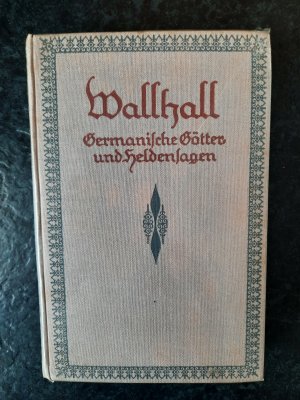 Wallhall
Germanische Götter
und Heldensagen